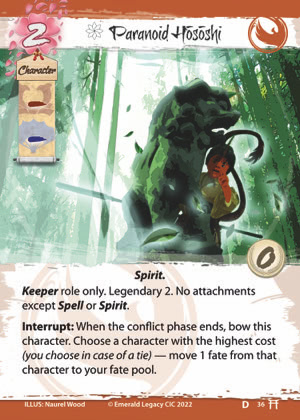 2
Paranoid Hōsōshi
Character
0
Spirit.
Keeper role only. Legendary 2. No attachments
except Spell or Spirit.
Interrupt: When the conflict phase ends, bow this
character. Choose a character with the highest cost
(you choose in case of a tie) — move 1 fate from that
character to your fate pool.
ILLUS: Naurel Wood © Emerald Legacy CIC 2022 D 36